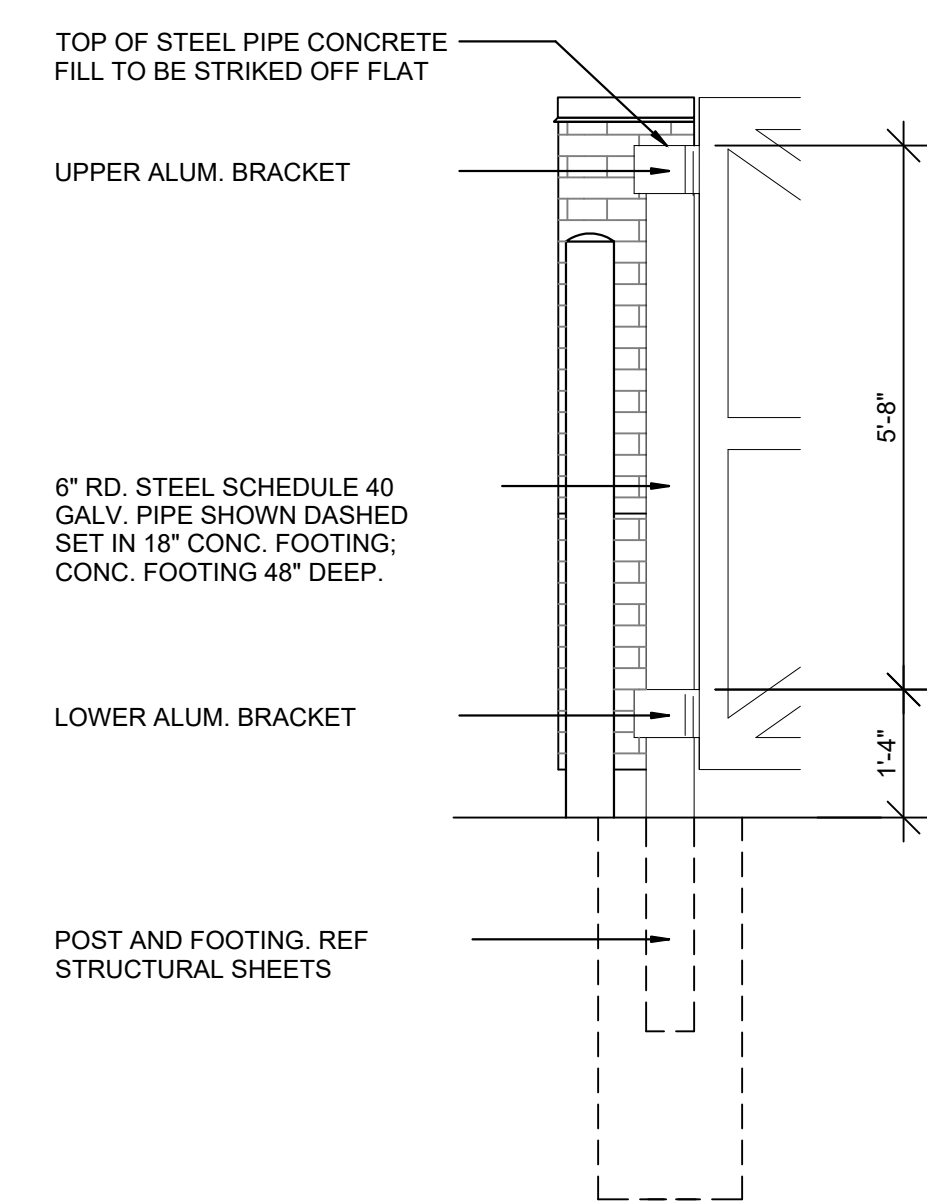 TOP OF STEEL PIPE CONCRETE
FILL TO BE STRIKED OFF FLAT
UPPER ALUM. BRACKET
5'-8"
6" RD. STEEL SCHEDULE 40
GALV. PIPE SHOWN DASHED
SET IN 18" CONC. FOOTING;
CONC. FOOTING 48" DEEP.
LOWER ALUM. BRACKET
1'-4"
POST AND FOOTING. REF
STRUCTURAL SHEETS